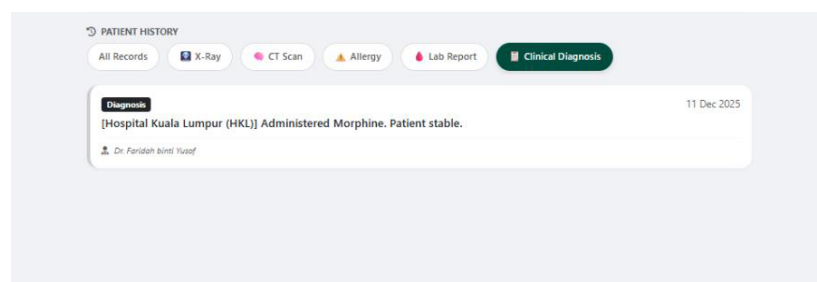 PATIENT HISTORY
All Records X-Ray CT Scan Allergy Lab Report Clinical Diagnosis
Diagnosis 11 Dec 2025
[Hospital Kuala Lumpur (HKL)] Administered Morphine. Patient stable.
Dr. Faridah binti Yusof